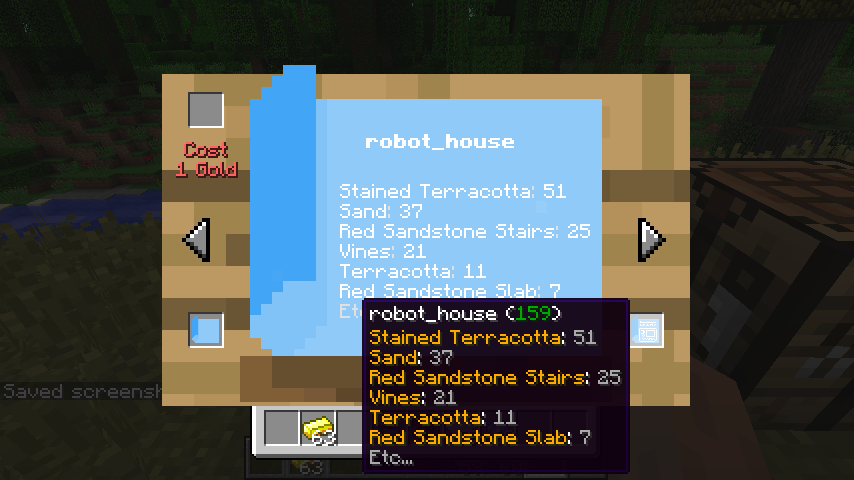 robot_house
Cost
1 Gold
Stained Terracotta: 51
Sand: 37
Red Sandstone Stairs: 25
Vines: 21
Terracotta: 11
Red Sandstone Slab: 7
robot_house (159)
Stained Terracotta: 51
Sand: 37
Red Sandstone Stairs: 25
Vines: 21
Terracotta: 11
Red Sandstone Slab: 7
Etc...
Saved
63
63